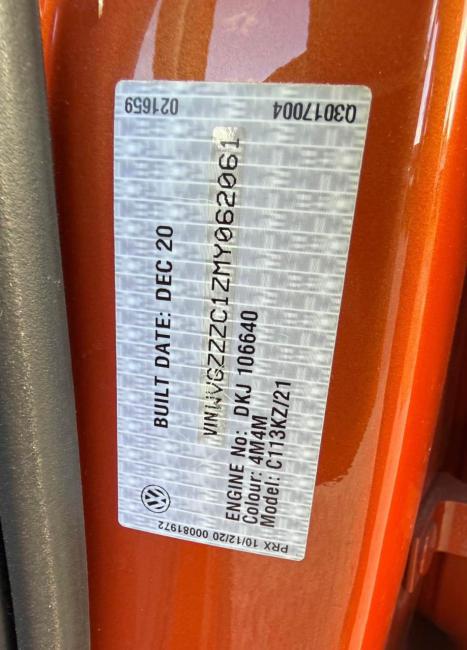 021659
Q3017004
BUILT DATE: DEC 20
VIN WVGZZZC1ZMY062061
ENGINE No: DKJ 106640
Colour: 4M4M
Model: C113KZ/21
PRX 10/12/20 00081972